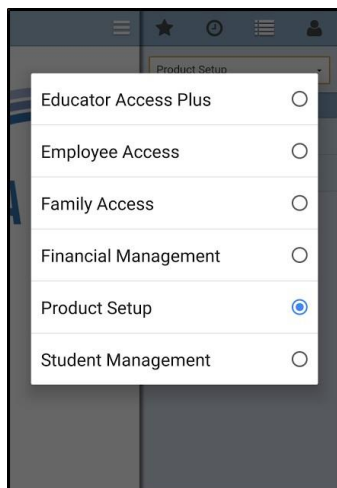 Product Setup
Educator Access Plus
Employee Access
Family Access
Financial Management
Product Setup
Student Management